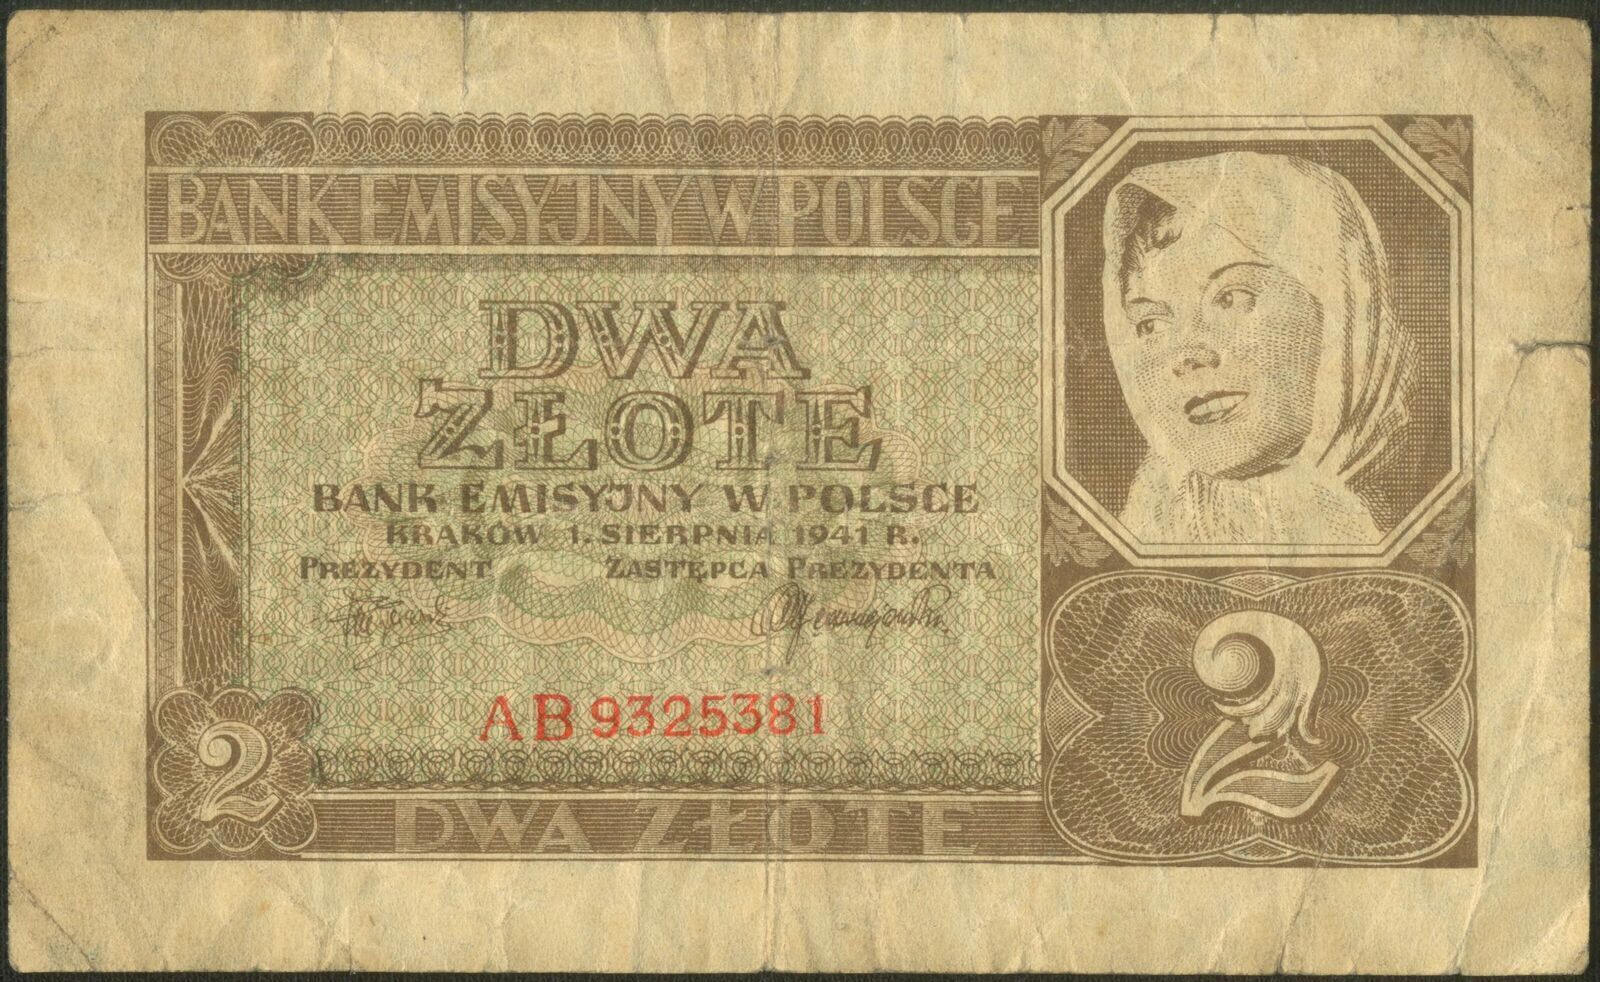 BANK EMISYJNY W POLSCE
DWA
ZŁOTE
BANK EMISYJNY W POLSCE
KRAKÓW 1. SIERPNIA 1941 R.
PREZYDENT ZASTĘPCA PREZYDENTA
AB 9325381
2
2
DWA ZŁOTE